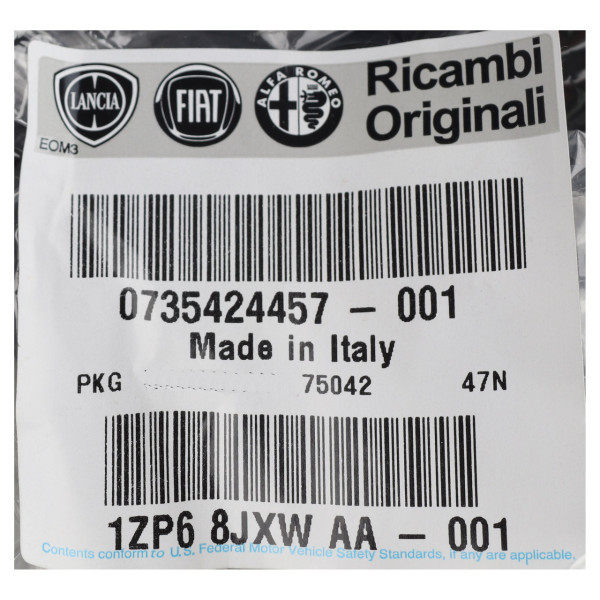 LANCIA FIAT ALFA ROMEO Ricambi
Originali
EOM3
0735424457 - 001
Made in Italy
PKG 75042 47N
1ZP6 8JXW AA - 001
Contents conform to U.S. Federal Motor Vehicle Safety Standards, if any are applicable.